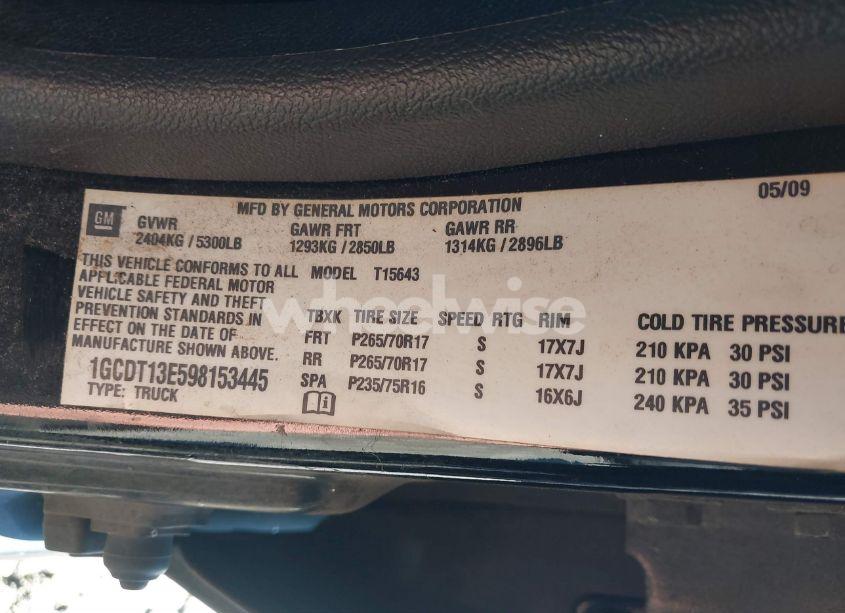 05/09
MFD BY GENERAL MOTORS CORPORATION
GM
GVWR GAWR FRT GAWR RR
2404KG / 5300LB 1293KG / 2850LB 1314KG / 2896LB
THIS VEHICLE CONFORMS TO ALL
APPLICABLE FEDERAL MOTOR
VEHICLE SAFETY AND THEFT
PREVENTION STANDARDS IN
EFFECT ON THE DATE OF
MANUFACTURE SHOWN ABOVE.
1GCDT13E598153445
TYPE: TRUCK
MODEL T15643
TBXK TIRE SIZE SPEED RTG RIM COLD TIRE PRESSURE
FRT P265/70R17 S 17X7J 210 KPA 30 PSI
RR P265/70R17 S 17X7J 210 KPA 30 PSI
SPA P235/75R16 S 16X6J 240 KPA 35 PSI
wheelwise